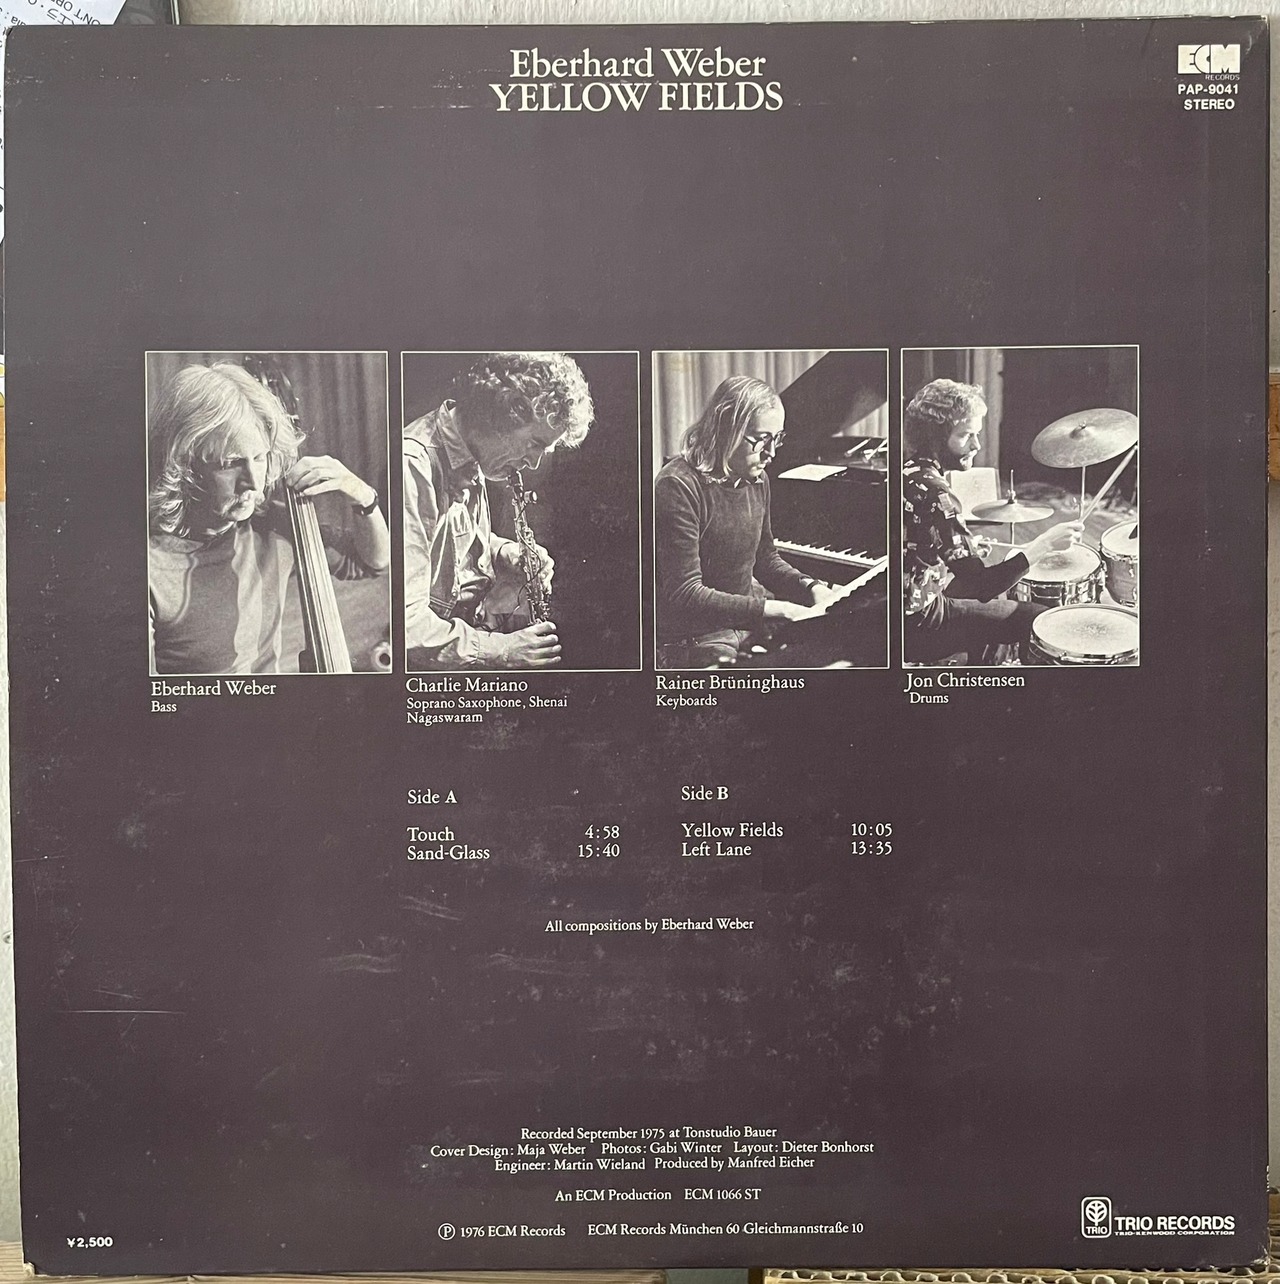 Eberhard Weber
YELLOW FIELDS
ECM
RECORDS
PAP-9041
STEREO
Eberhard Weber
Bass
Charlie Mariano
Soprano Saxophone, Shenai
Nagaswaram
Rainer Brüninghaus
Keyboards
Jon Christensen
Drums
Side A
Touch 4:58
Sand-Glass 15:40
Side B
Yellow Fields 10:05
Left Lane 13:35
All compositions by Eberhard Weber
Recorded September 1975 at Tonstudio Bauer
Cover Design: Maja Weber Photos: Gabi Winter Layout: Dieter Bonhorst
Engineer: Martin Wieland Produced by Manfred Eicher
An ECM Production ECM 1066 ST
Ⓟ 1976 ECM Records ECM Records München 60 Gleichmannstraße 10
¥2,500
TRIO
TRIO RECORDS
TRIO-KENWOOD CORPORATION